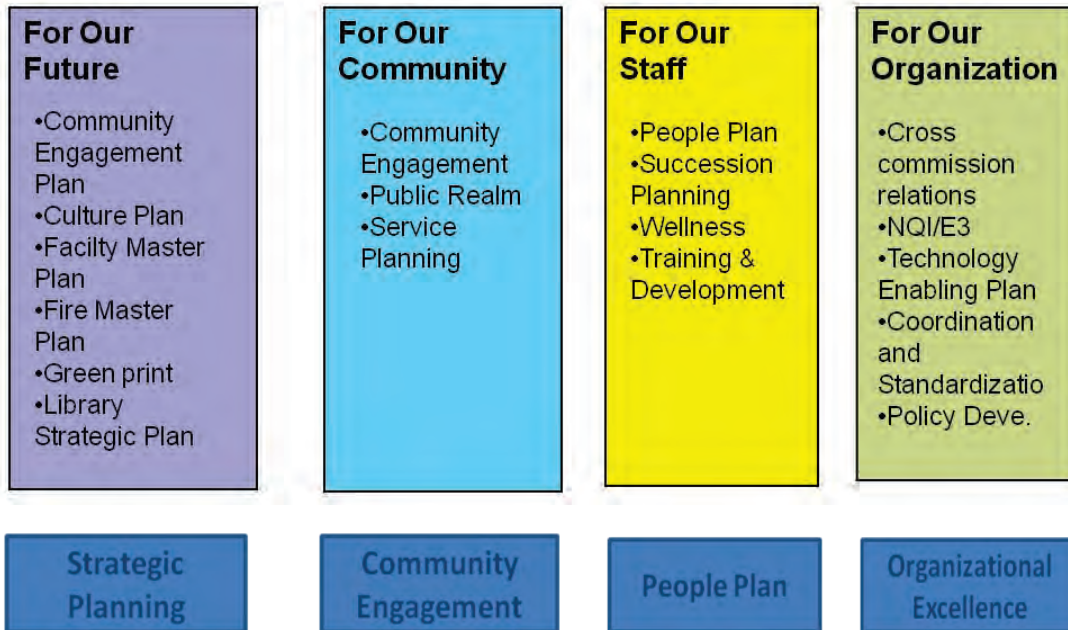 For Our
Future
•Community
Engagement
Plan
•Culture Plan
•Facilty Master
Plan
•Fire Master
Plan
•Green print
•Library
Strategic Plan
For Our
Community
•Community
Engagement
•Public Realm
•Service
Planning
For Our
Staff
•People Plan
•Succession
Planning
•Wellness
•Training &
Development
For Our
Organization
•Cross
commission
relations
•NQI/E3
•Technology
Enabling Plan
•Coordination
and
Standardizatio
•Policy Deve.
Strategic
Planning
Community
Engagement
People Plan
Organizational
Excellence